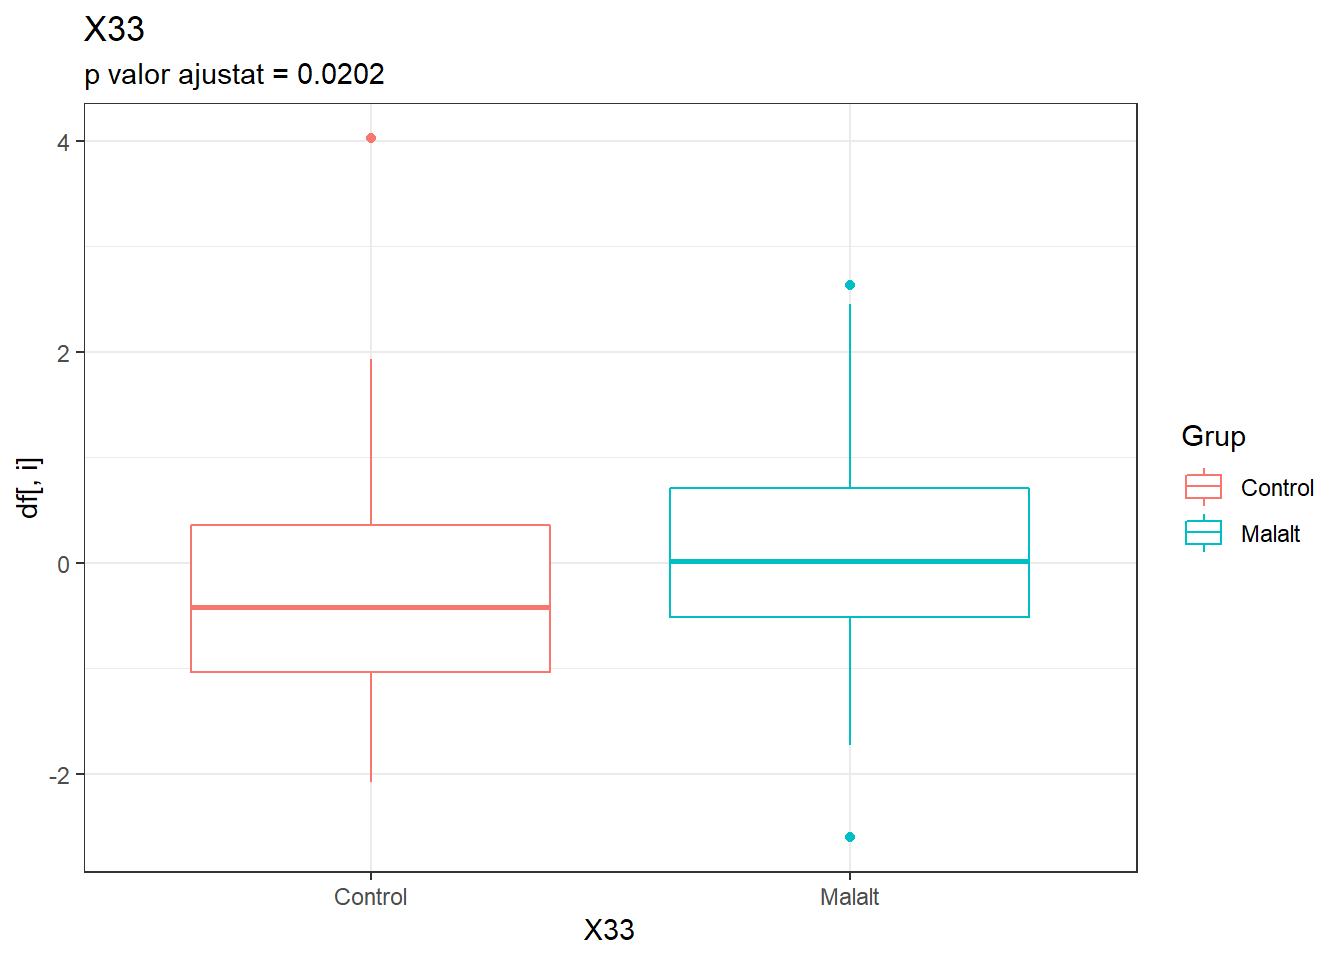 X33
p valor ajustat = 0.0202
4
2
0
-2
df[, i]
Control
Malalt
X33
Grup
Control
Malalt